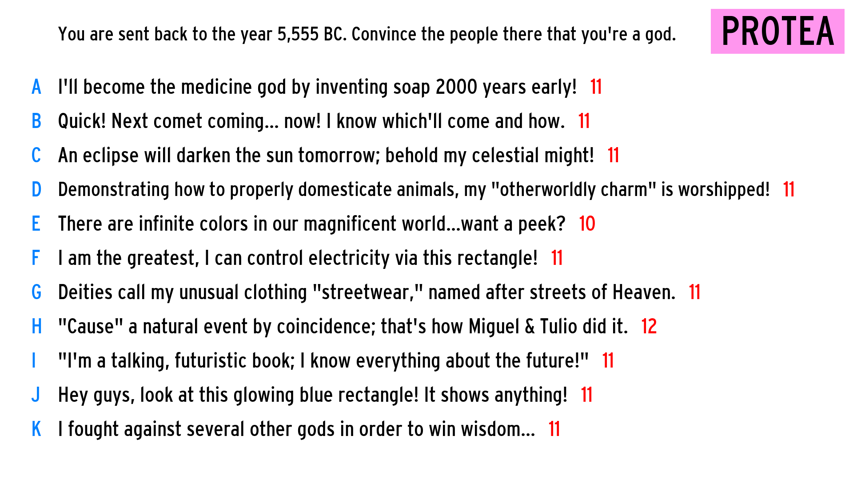 You are sent back to the year 5,555 BC. Convince the people there that you're a god.
PROTEA
A I'll become the medicine god by inventing soap 2000 years early! 11
B Quick! Next comet coming... now! I know which'll come and how. 11
C An eclipse will darken the sun tomorrow; behold my celestial might! 11
D Demonstrating how to properly domesticate animals, my "otherworldly charm" is worshipped! 11
E There are infinite colors in our magnificent world...want a peek? 10
F I am the greatest, I can control electricity via this rectangle! 11
G Deities call my unusual clothing "streetwear," named after streets of Heaven. 11
H "Cause" a natural event by coincidence; that's how Miguel & Tulio did it. 12
I "I'm a talking, futuristic book; I know everything about the future!" 11
J Hey guys, look at this glowing blue rectangle! It shows anything! 11
K I fought against several other gods in order to win wisdom... 11